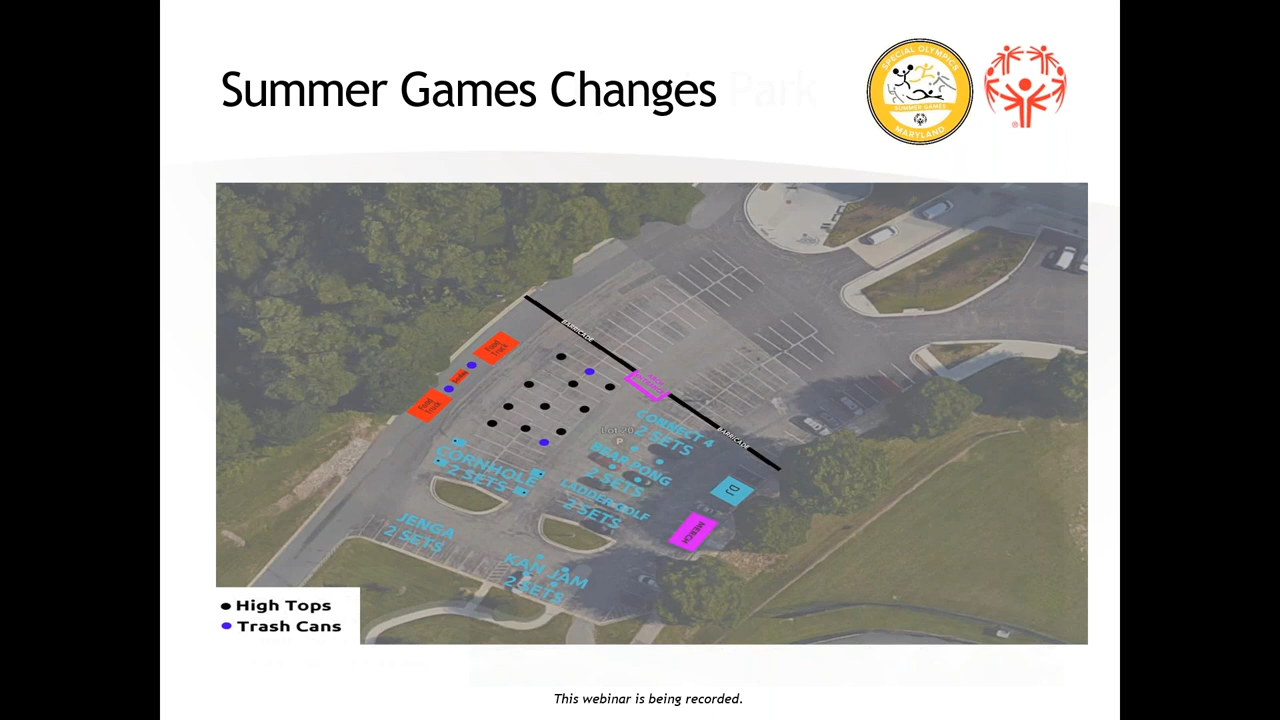 Summer Games Changes
SPECIAL OLYMPICS
SUMMER GAMES
MARYLAND
BARRICADE
Food
Truck
Food
Truck
CONNECT 4
2 SETS
Lot 20
BARRICADE
BEAR PONG
2 SETS
CORNHOLE
2 SETS
LADDER GOLF
2 SETS
DJ
MERCH
JENGA
2 SETS
KAN JAM
2 SETS
High Tops
Trash Cans
This webinar is being recorded.